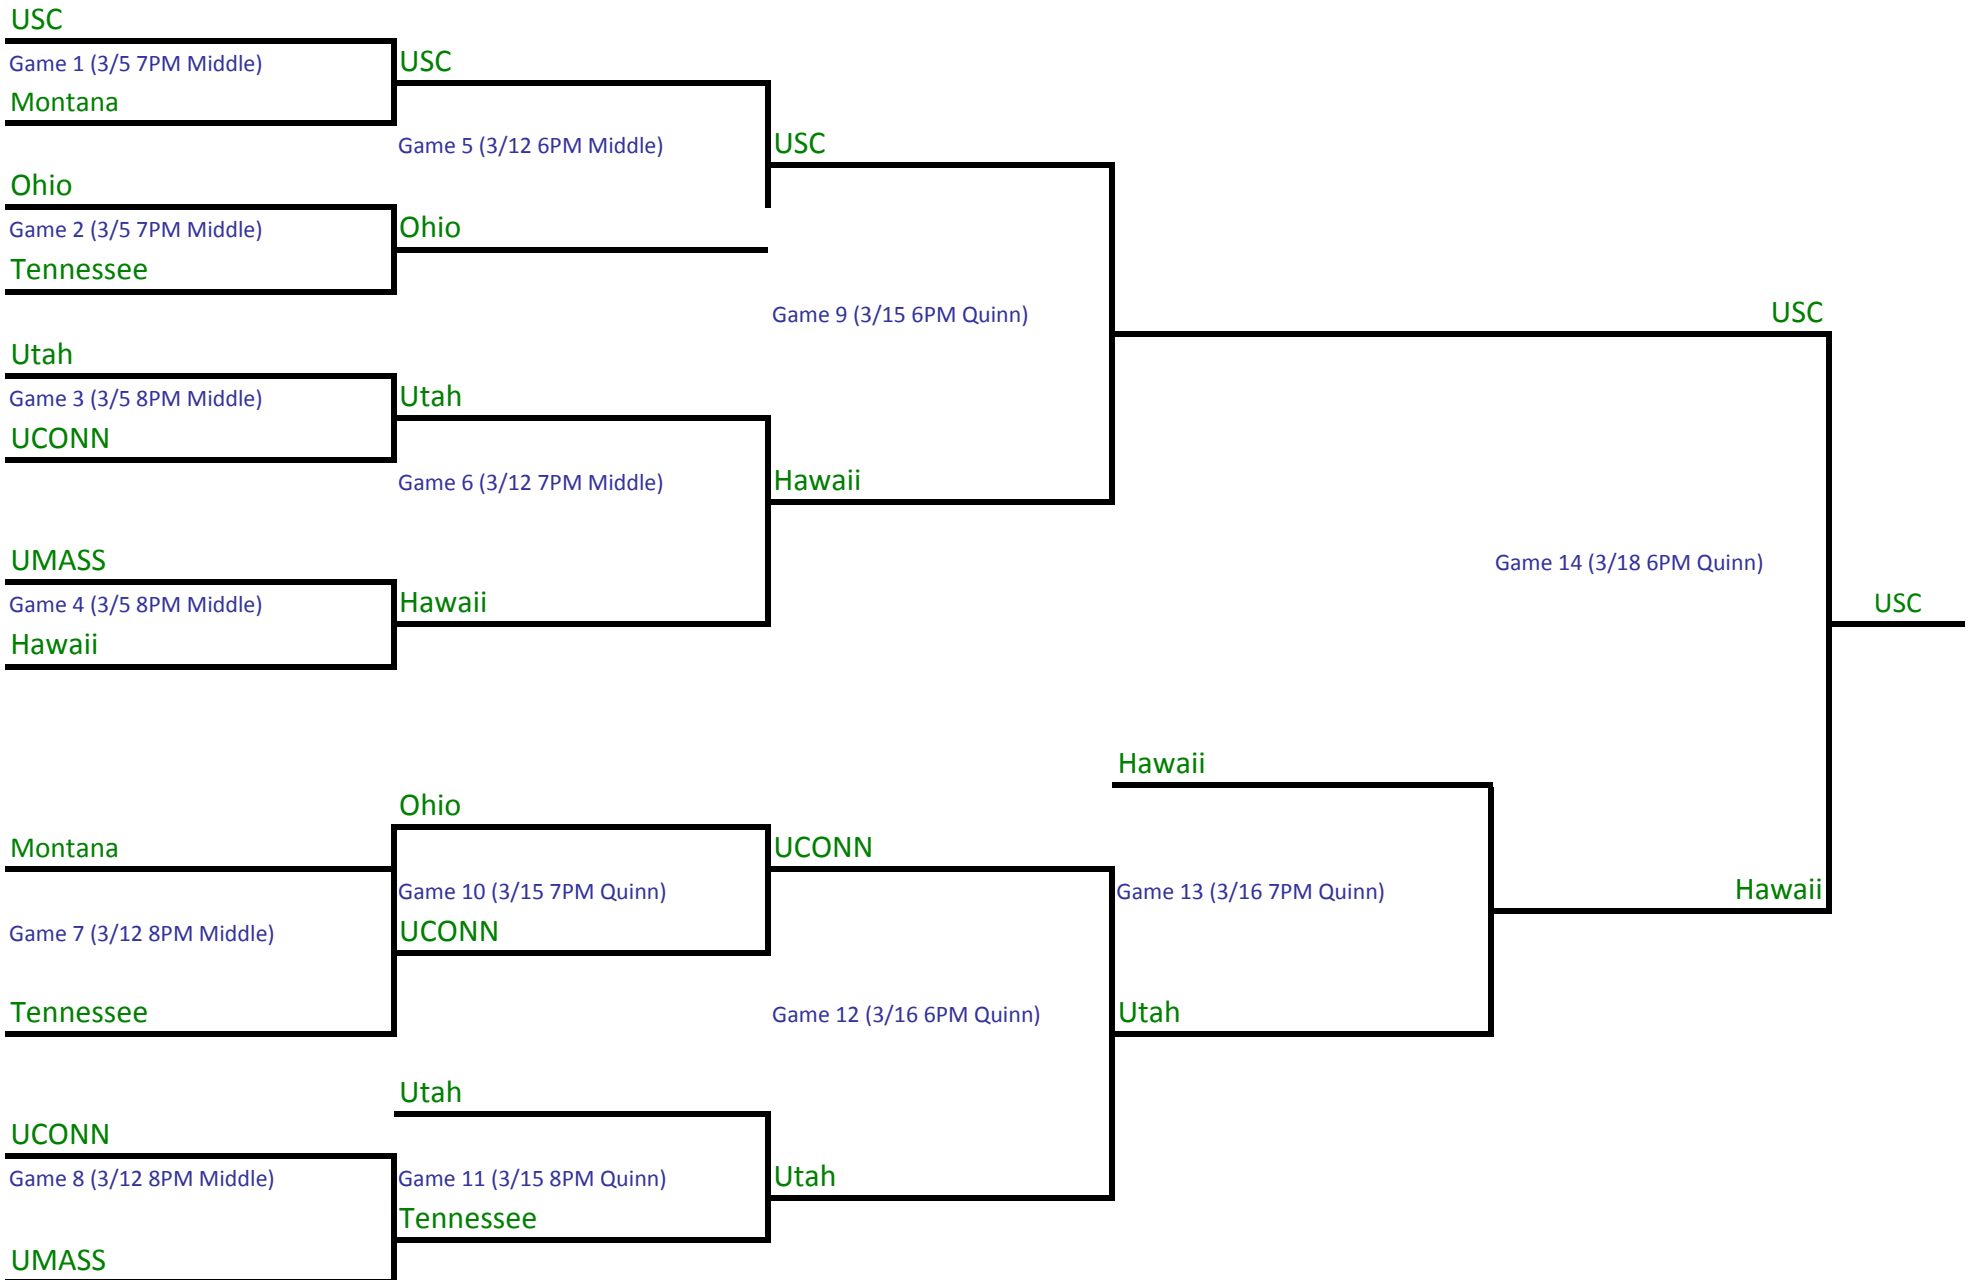 USC
Game 1 (3/5 7PM Middle)
USC
Montana
Game 5 (3/12 6PM Middle)
USC
Ohio
Game 2 (3/5 7PM Middle)
Ohio
Tennessee
Game 9 (3/15 6PM Quinn)
USC
Utah
Game 3 (3/5 8PM Middle)
Utah
UCONN
Game 6 (3/12 7PM Middle)
Hawaii
UMASS
Game 14 (3/18 6PM Quinn)
Game 4 (3/5 8PM Middle)
Hawaii
USC
Hawaii
Hawaii
Ohio
Montana
UCONN
Game 10 (3/15 7PM Quinn)
Game 13 (3/16 7PM Quinn)
Hawaii
Game 7 (3/12 8PM Middle)
UCONN
Tennessee
Game 12 (3/16 6PM Quinn)
Utah
Utah
UCONN
Game 8 (3/12 8PM Middle)
Game 11 (3/15 8PM Quinn)
Utah
Tennessee
UMASS